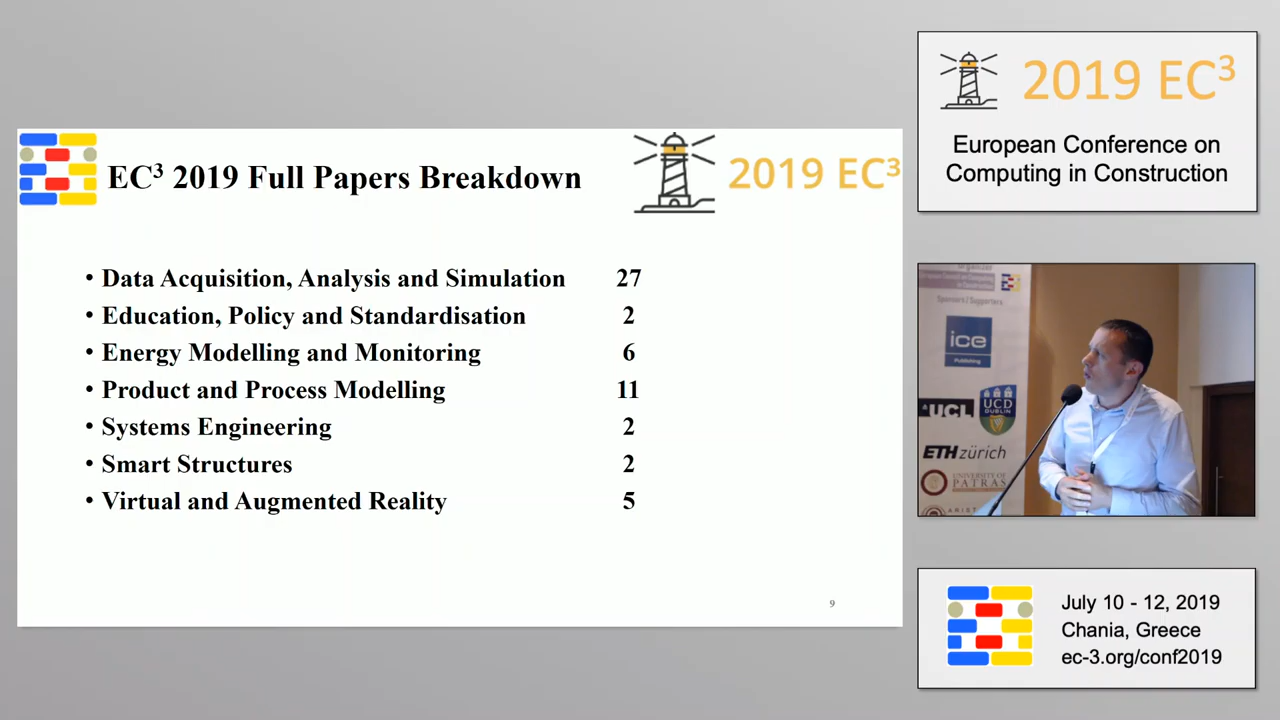 EC³ 2019 Full Papers Breakdown
2019 EC³
• Data Acquisition, Analysis and Simulation 27
• Education, Policy and Standardisation 2
• Energy Modelling and Monitoring 6
• Product and Process Modelling 11
• Systems Engineering 2
• Smart Structures 2
• Virtual and Augmented Reality 5
9
2019 EC³
European Conference on
Computing in Construction
Sponsors / Supporters
ice
Publishing
UCL
UCD
DUBLIN
ETH zürich
UNIVERSITY OF
PATRAS
July 10 - 12, 2019
Chania, Greece
ec-3.org/conf2019